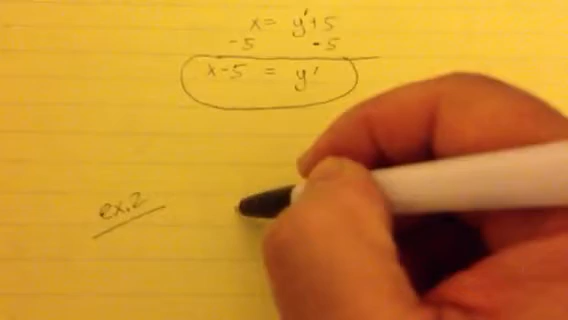 x = y'+5
-5 -5
x-5 = y'
ex.2